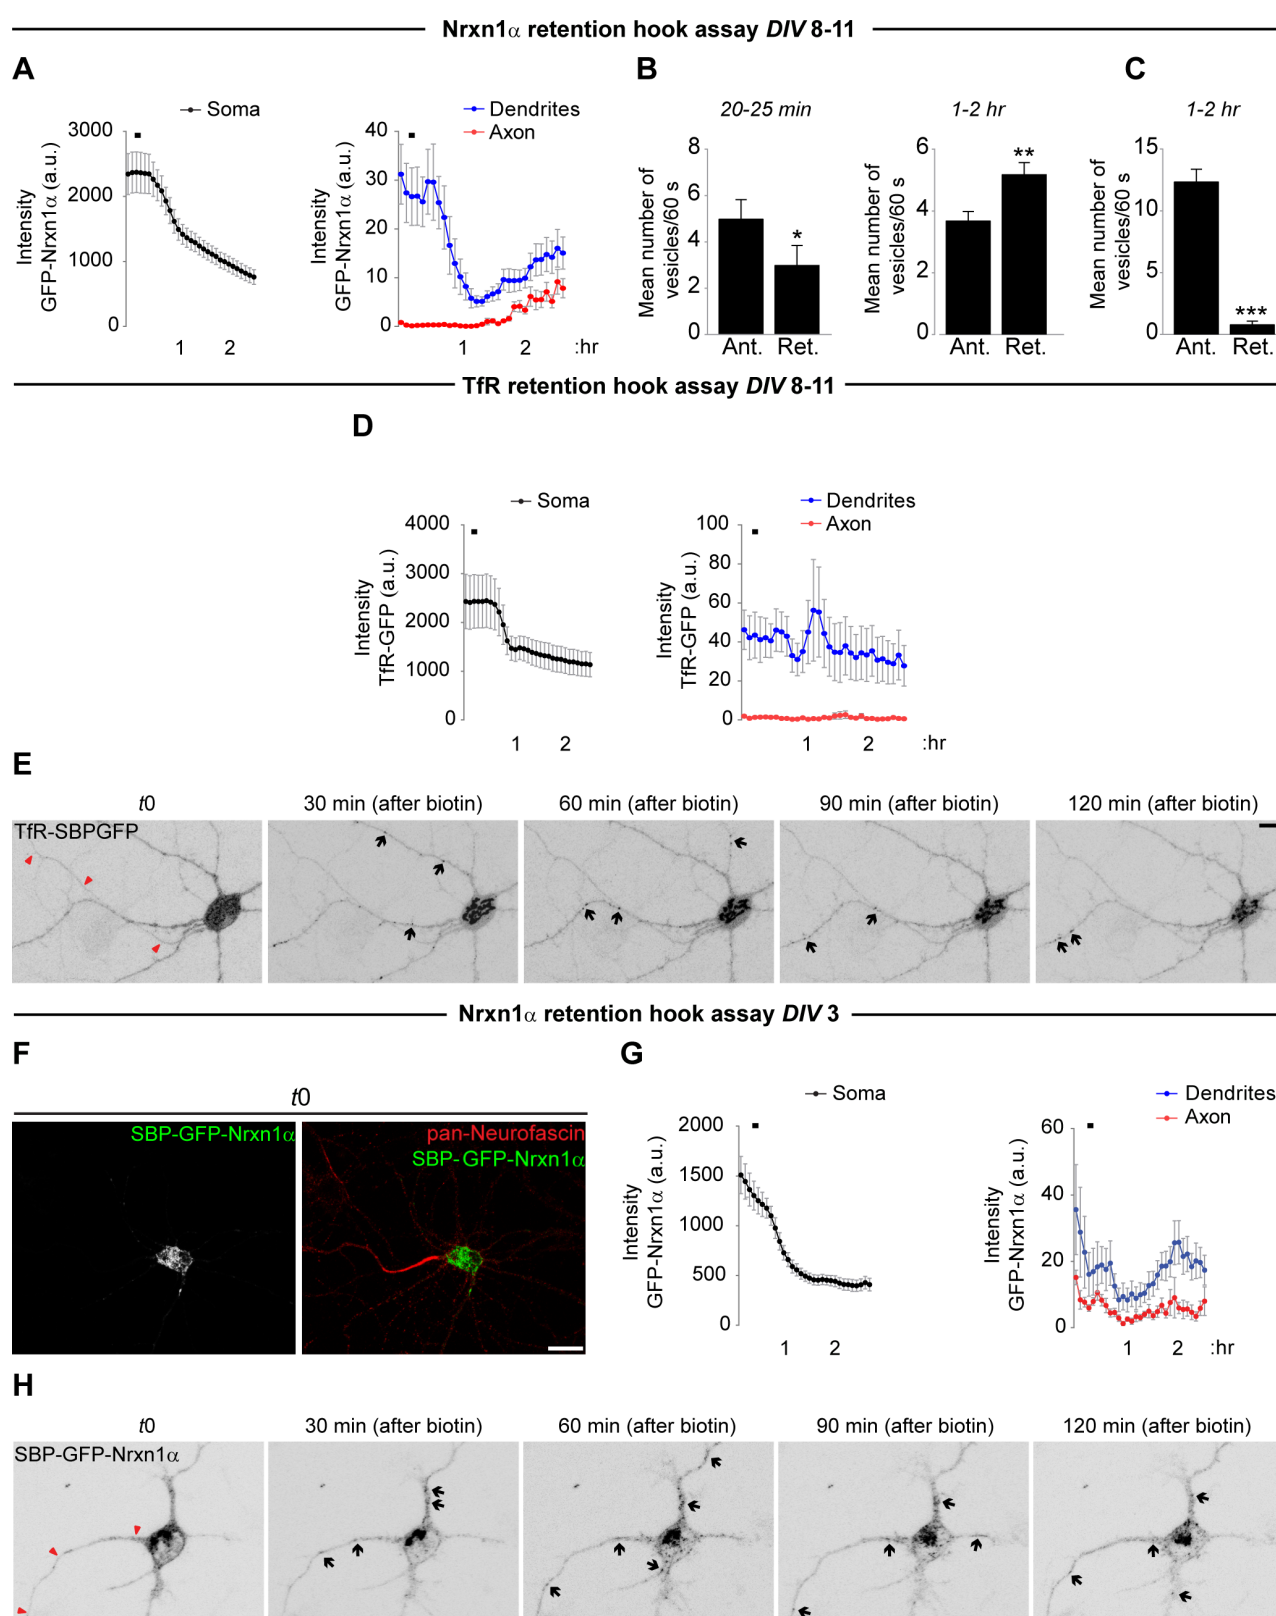 Nrxn1α retention hook assay DIV 8-11
A
B
C
Soma
Dendrites
Axon
Intensity
GFP-Nrxn1α (a.u.)
3000
2000
1000
0
1
2
Intensity
GFP-Nrxn1α (a.u.)
40
30
20
10
0
1
2
:hr
20-25 min
Mean number of
vesicles/60 s
8
6
4
2
0
Ant.
Ret.
*
1-2 hr
Mean number of
vesicles/60 s
6
4
2
0
Ant.
Ret.
**
1-2 hr
Mean number of
vesicles/60 s
15
10
5
0
Ant.
Ret.
***
TfR retention hook assay DIV 8-11
D
Soma
Intensity
TfR-GFP (a.u.)
4000
3000
2000
1000
0
1
2
Dendrites
Axon
Intensity
TfR-GFP (a.u.)
100
80
60
40
20
0
1
2
:hr
E
t0
30 min (after biotin)
60 min (after biotin)
90 min (after biotin)
120 min (after biotin)
TfR-SBPGFP
Nrxn1α retention hook assay DIV 3
F
t0
SBP-GFP-Nrxn1α
pan-Neurofascin
SBP-GFP-Nrxn1α
G
Soma
Intensity
GFP-Nrxn1α (a.u.)
2000
1500
1000
500
0
1
2
Dendrites
Axon
Intensity
GFP-Nrxn1α (a.u.)
60
40
20
0
1
2
:hr
H
t0
30 min (after biotin)
60 min (after biotin)
90 min (after biotin)
120 min (after biotin)
SBP-GFP-Nrxn1α